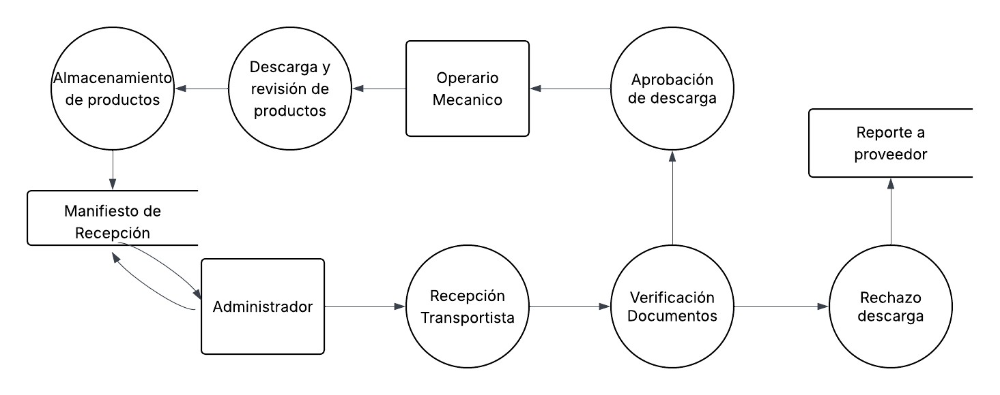 Almacenamiento
de productos
Descarga y
revisión de
productos
Operario
Mecanico
Aprobación
de descarga
Reporte a
proveedor
Manifiesto de
Recepción
Administrador
Recepción
Transportista
Verificación
Documentos
Rechazo
descarga